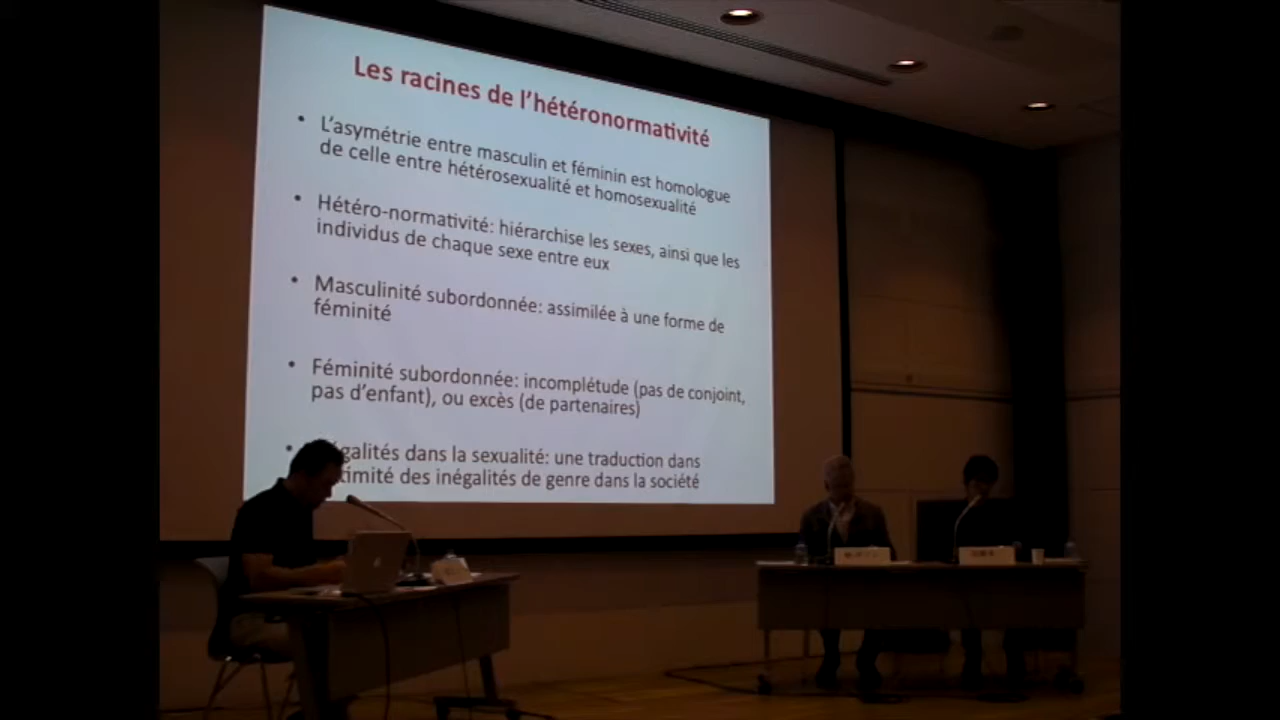 Les racines de l'hétéronormativité
• L'asymétrie entre masculin et féminin est homologue
de celle entre hétérosexualité et homosexualité
• Hétéro-normativité: hiérarchise les sexes, ainsi que les
individus de chaque sexe entre eux
• Masculinité subordonnée: assimilée à une forme de
féminité
• Féminité subordonnée: incomplétude (pas de conjoint,
pas d'enfant), ou excès (de partenaires)
• galités dans la sexualité: une traduction dans
timité des inégalités de genre dans la société